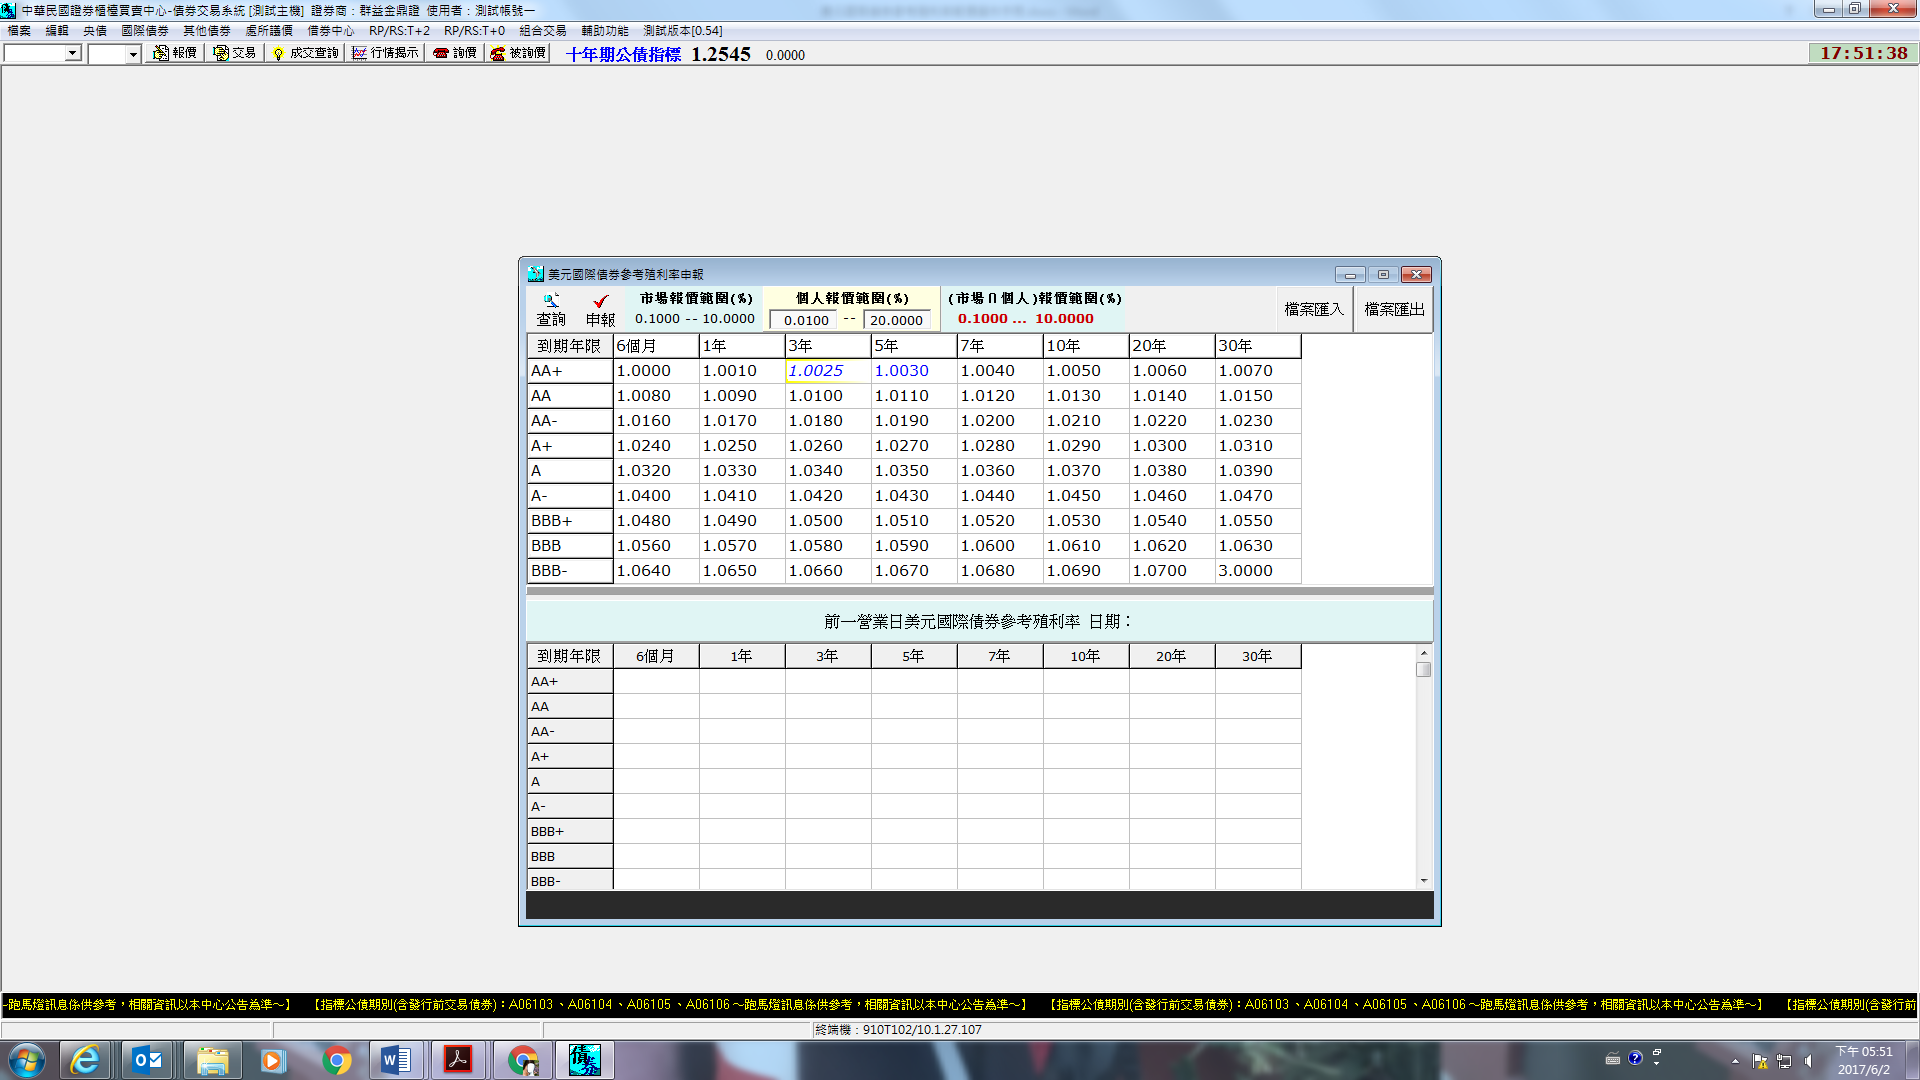 中華民國證券櫃檯買賣中心-債券交易系統 [測試主機] 證券商：群益金鼎證 使用者：測試帳號一
檔案 編輯 央債 國際債券 其他債券 處所議價 借券中心 RP/RS:T+2 RP/RS:T+0 組合交易 輔助功能 測試版本[0.54]
報價 交易 成交查詢 行情揭示 詢價 被詢價 十年期公債指標 1.2545 0.0000 17:51:38
美元國際債券參考殖利率申報
查詢 申報 市場報價範圍(%) 個人報價範圍(%) (市場∩個人)報價範圍(%) 檔案匯入 檔案匯出
0.1000 -- 10.0000 0.0100 -- 20.0000 0.1000 ... 10.0000
到期年限 6個月 1年 3年 5年 7年 10年 20年 30年
AA+ 1.0000 1.0010 1.0025 1.0030 1.0040 1.0050 1.0060 1.0070
AA 1.0080 1.0090 1.0100 1.0110 1.0120 1.0130 1.0140 1.0150
AA- 1.0160 1.0170 1.0180 1.0190 1.0200 1.0210 1.0220 1.0230
A+ 1.0240 1.0250 1.0260 1.0270 1.0280 1.0290 1.0300 1.0310
A 1.0320 1.0330 1.0340 1.0350 1.0360 1.0370 1.0380 1.0390
A- 1.0400 1.0410 1.0420 1.0430 1.0440 1.0450 1.0460 1.0470
BBB+ 1.0480 1.0490 1.0500 1.0510 1.0520 1.0530 1.0540 1.0550
BBB 1.0560 1.0570 1.0580 1.0590 1.0600 1.0610 1.0620 1.0630
BBB- 1.0640 1.0650 1.0660 1.0670 1.0680 1.0690 1.0700 3.0000
前一營業日美元國際債券參考殖利率 日期：
到期年限 6個月 1年 3年 5年 7年 10年 20年 30年
AA+
AA
AA-
A+
A
A-
BBB+
BBB
BBB-
~跑馬燈訊息係供參考，相關資訊以本中心公告為準～】 【指標公債期別(含發行前交易債券)：A06103 、A06104 、A06105 、A06106 ～跑馬燈訊息係供參考，相關資訊以本中心公告為準～】 【指標公債期別(含發行前交易債券)：A06103 、A06104 、A06105 、A06106 ～跑馬燈訊息係供參考，相關資訊以本中心公告為準～】 【指標公債期別(含發行前
終端機：910T102/10.1.27.107
下午 05:51
2017/6/2